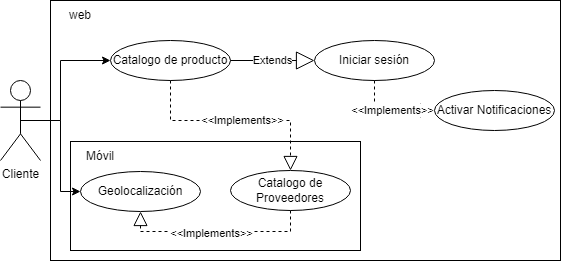 web
Catalogo de producto
Extends
Iniciar sesión
<<Implements>>
Activar Notificaciones
<<Implements>>
Cliente
Móvil
Geolocalización
Catalogo de
Proveedores
<<Implements>>